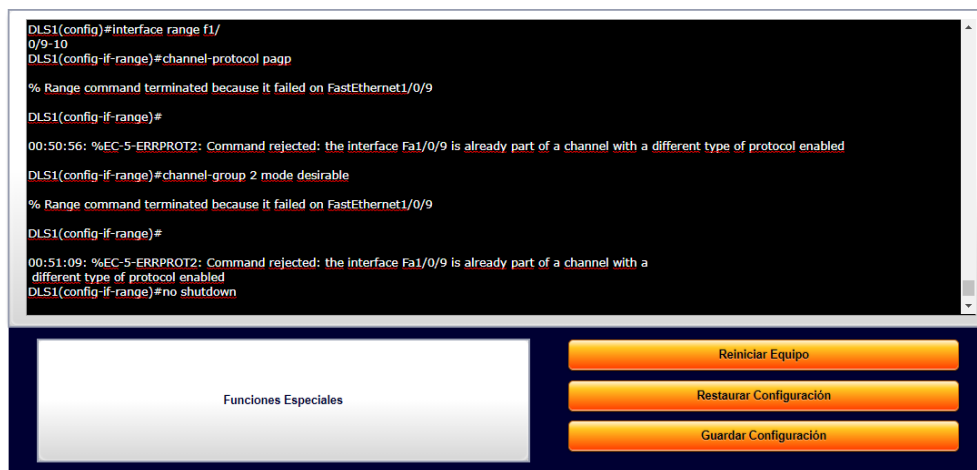 DLS1(config)#interface range f1/
0/9-10
DLS1(config-if-range)#channel-protocol pagp
% Range command terminated because it failed on FastEthernet1/0/9
DLS1(config-if-range)#
00:50:56: %EC-5-ERRPROT2: Command rejected: the interface Fa1/0/9 is already part of a channel with a different type of protocol enabled
DLS1(config-if-range)#channel-group 2 mode desirable
% Range command terminated because it failed on FastEthernet1/0/9
DLS1(config-if-range)#
00:51:09: %EC-5-ERRPROT2: Command rejected: the interface Fa1/0/9 is already part of a channel with a
different type of protocol enabled
DLS1(config-if-range)#no shutdown
Funciones Especiales
Reiniciar Equipo
Restaurar Configuración
Guardar Configuración